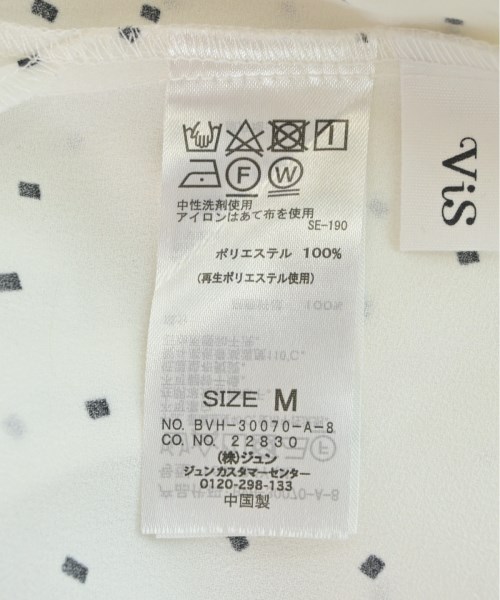 ViS
F W
中性洗剤使用
アイロンはあて布を使用
SE-190
ポリエステル 100%
(再生ポリエステル使用)
SIZE M
NO. BVH-30070-A-8
CO. NO. 22830
(株)ジュン
ジュンカスタマーセンター
0120-298-133
中国製